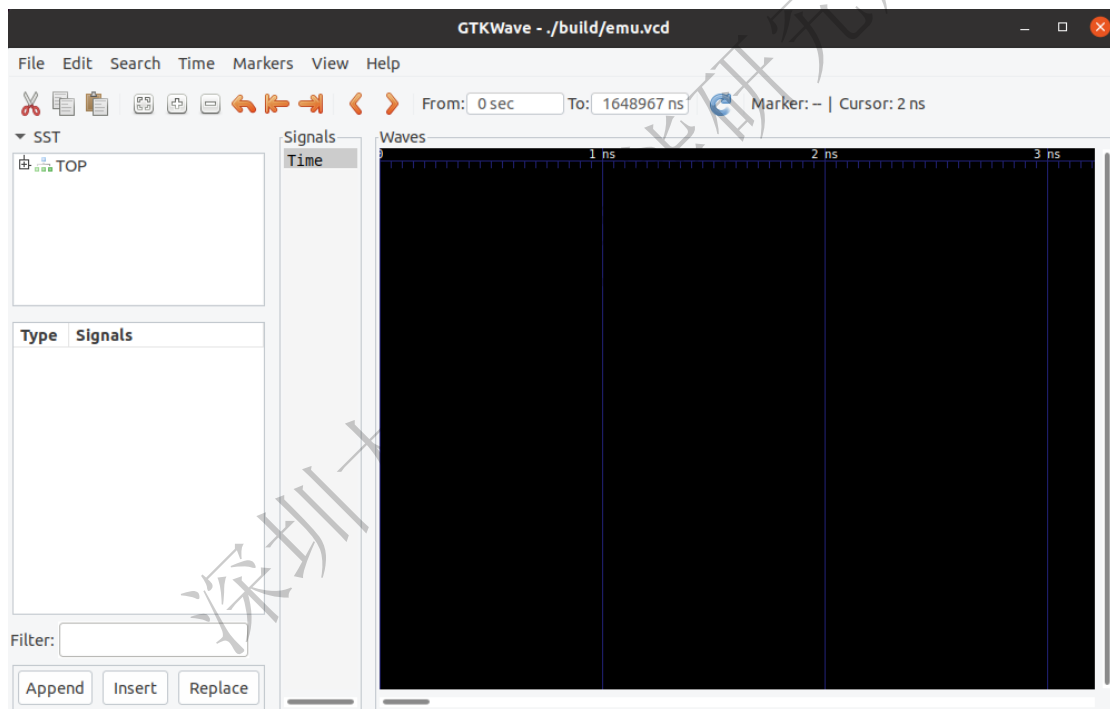 GTKWave - ./build/emu.vcd
File Edit Search Time Markers View Help
From: 0 sec To: 1648967 ns Marker: -- | Cursor: 2 ns
SST
Signals
Waves
TOP
Time
0 1 ns 2 ns 3 ns
Type Signals
Filter:
Append Insert Replace
深圳
研究